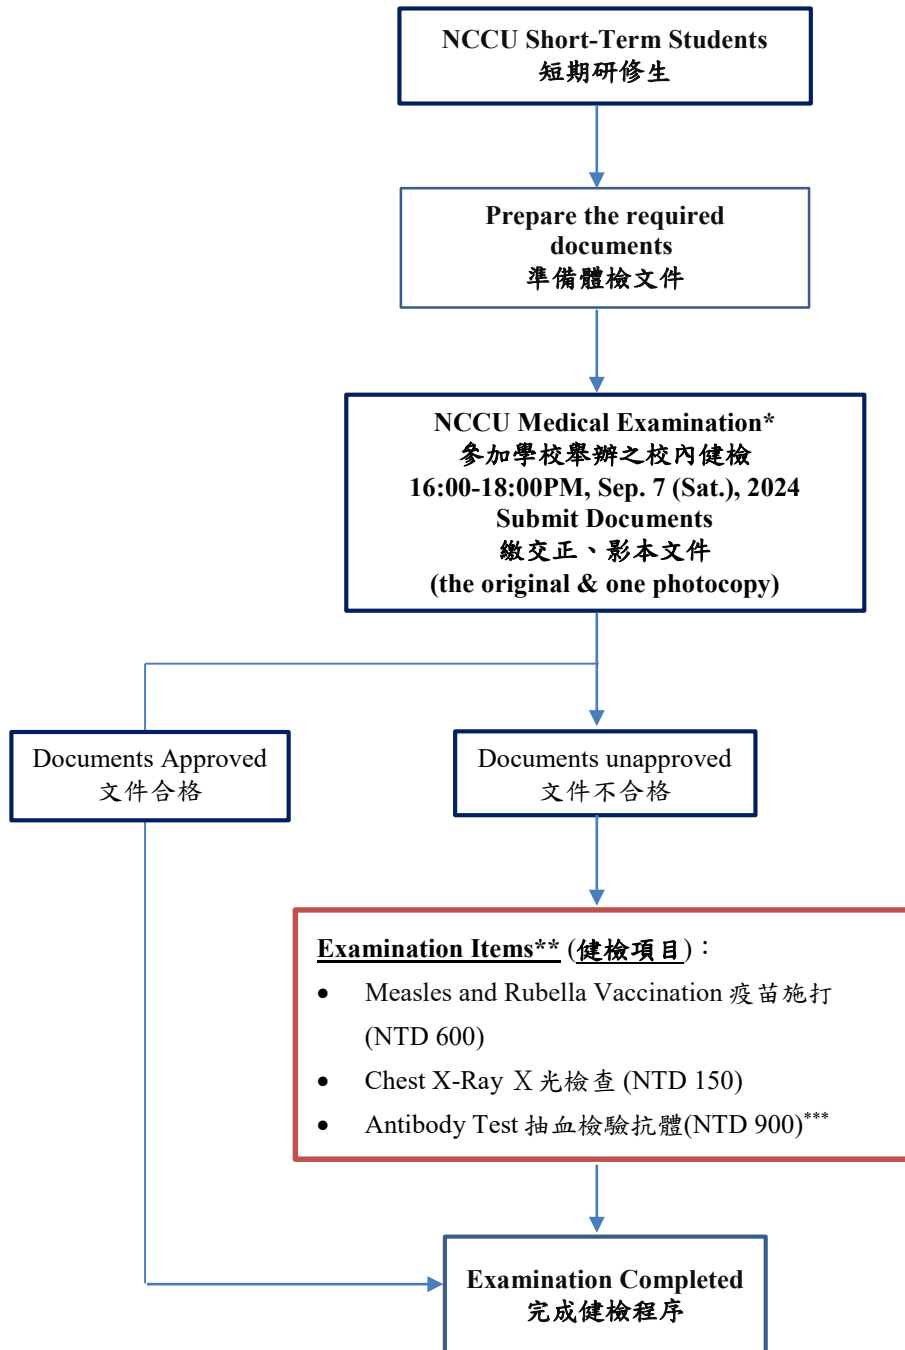 NCCU Short-Term Students
短期研修生
Prepare the required
documents
準備體檢文件
NCCU Medical Examination*
參加學校舉辦之校內健檢
16:00-18:00PM, Sep. 7 (Sat.), 2024
Submit Documents
繳交正、影本文件
(the original & one photocopy)
Documents Approved
文件合格
Documents unapproved
文件不合格
Examination Items** (健檢項目)：
• Measles and Rubella Vaccination 疫苗施打
(NTD 600)
• Chest X-Ray Ｘ光檢查 (NTD 150)
• Antibody Test 抽血檢驗抗體(NTD 900)***
Examination Completed
完成健檢程序